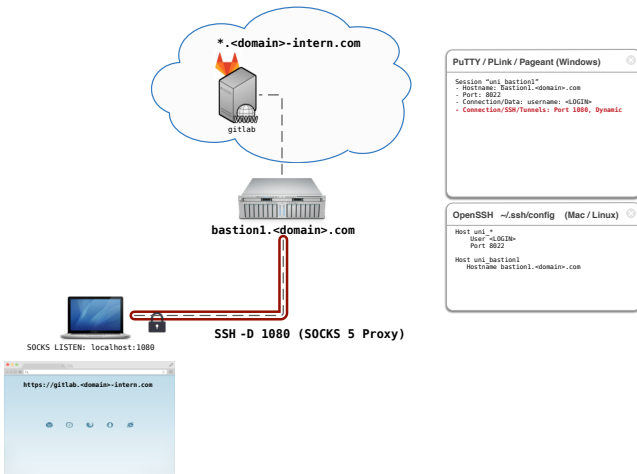 *.<domain>-intern.com
WWW
gitlab
bastion1.<domain>.com
SSH -D 1080 (SOCKS 5 Proxy)
SOCKS LISTEN: localhost:1080
https://gitlab.<domain>-intern.com
PuTTY / PLink / Pageant (Windows)
Session "uni_bastion1"
- Hostname: bastion1.<domain>.com
- Port: 8022
- Connection/Data: username: <LOGIN>
- Connection/SSH/Tunnels: Port 1080, Dynamic
OpenSSH ~/.ssh/config (Mac / Linux)
Host uni_*
User <LOGIN>
Port 8022
Host uni_bastion1
Hostname bastion1.<domain>.com